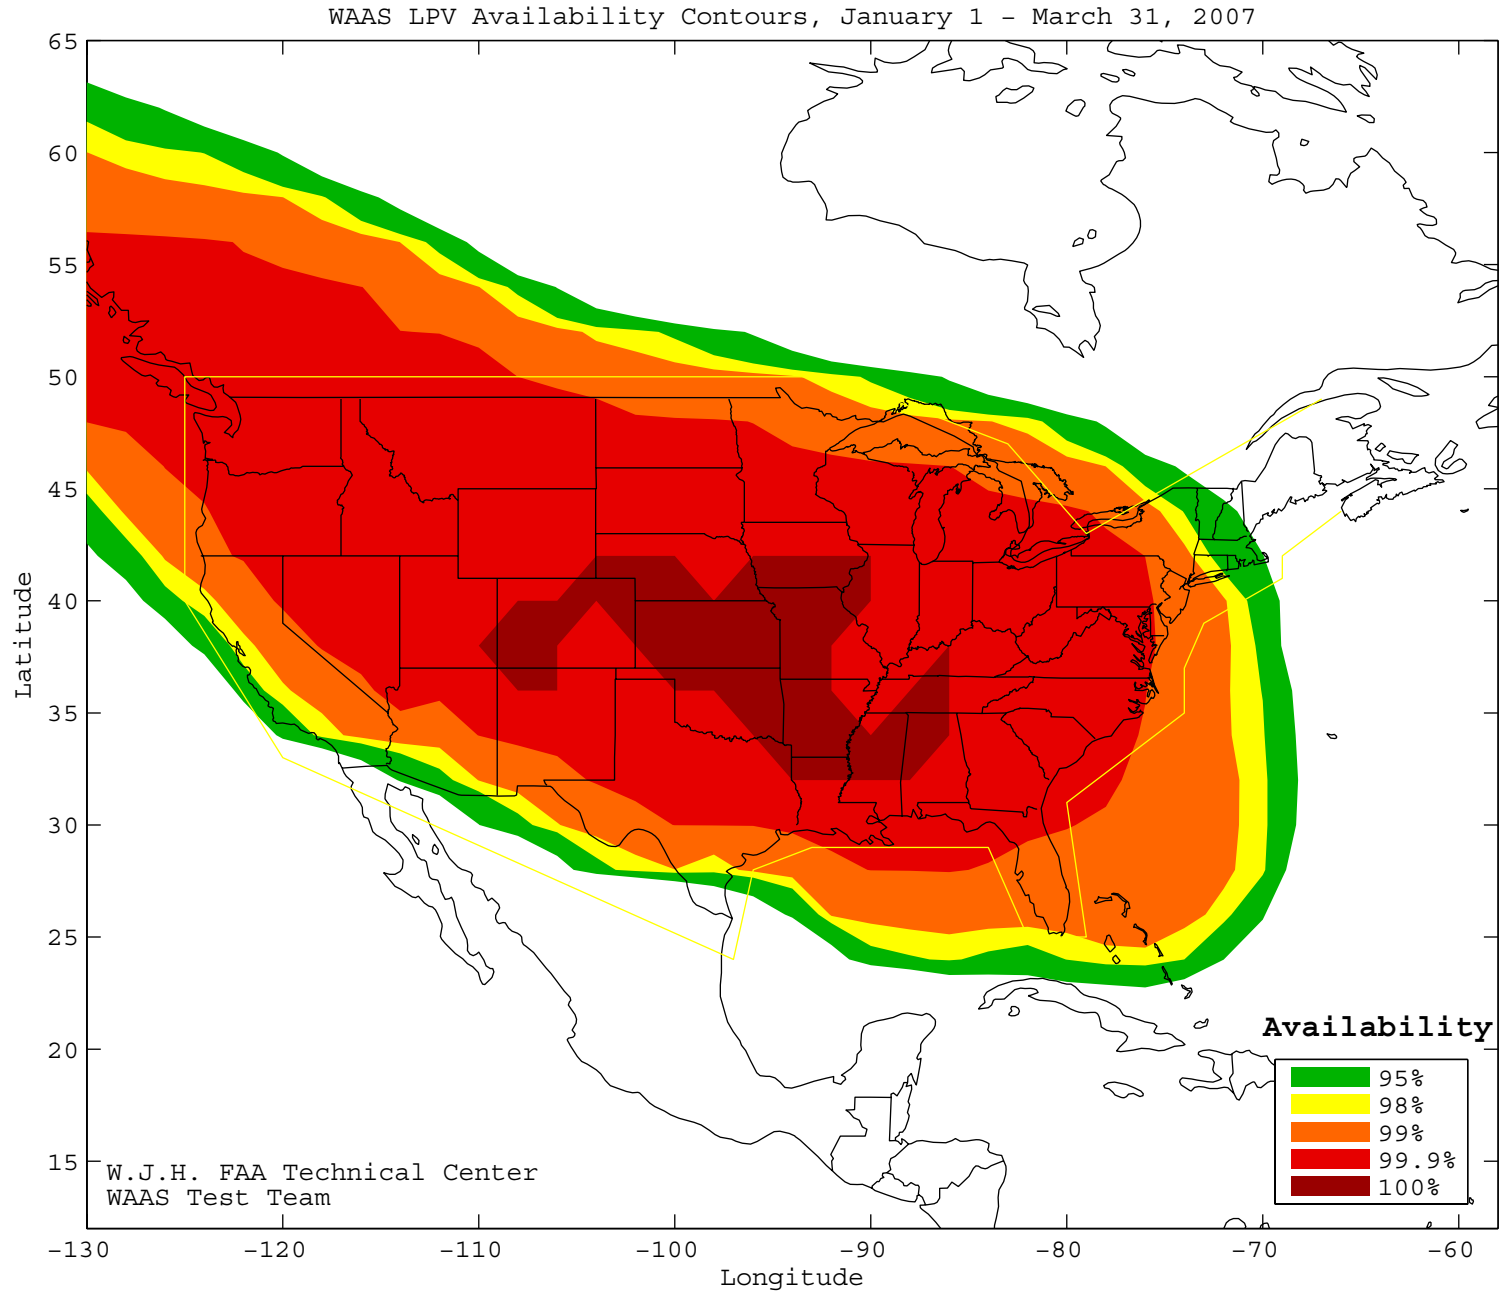 WAAS LPV Availability Contours, January 1 - March 31, 2007
65
60
55
50
45
40
35
30
25
20
15
Latitude
Availability
95%
98%
99%
99.9%
100%
W.J.H. FAA Technical Center
WAAS Test Team
-130 -120 -110 -100 -90 -80 -70 -60
Longitude